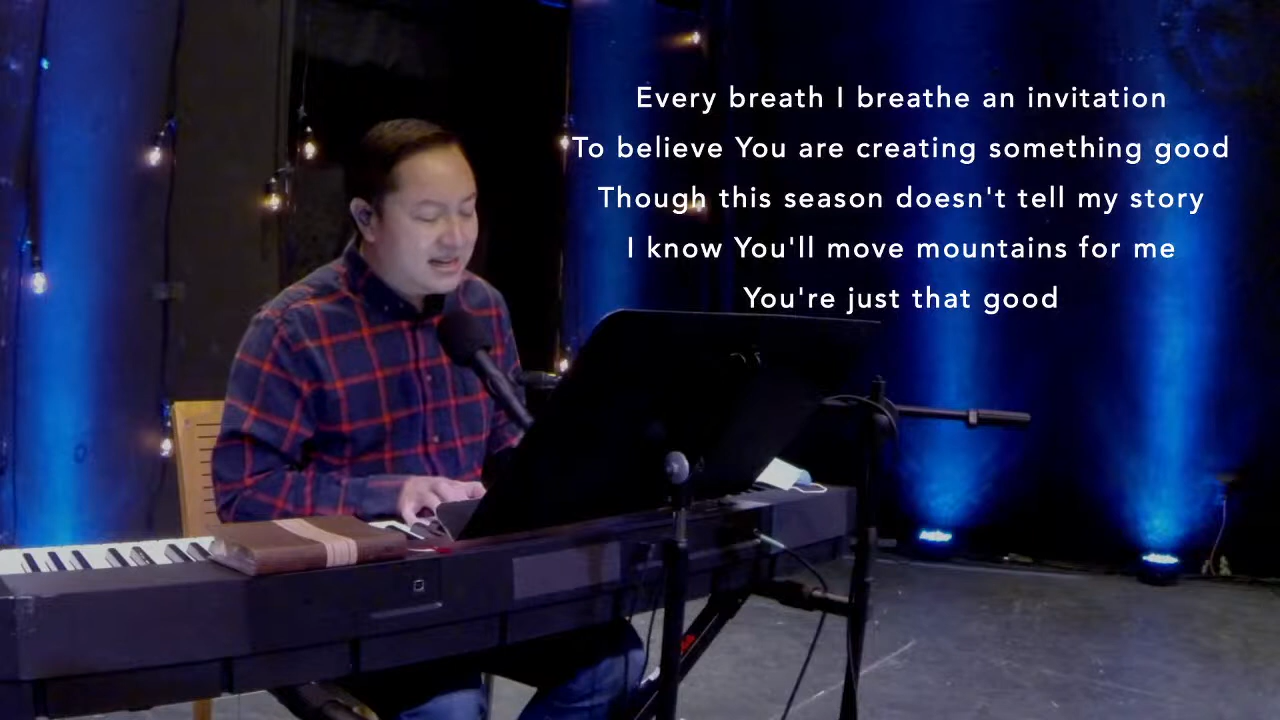 Every breath I breathe an invitation
To believe You are creating something good
Though this season doesn't tell my story
I know You'll move mountains for me
You're just that good